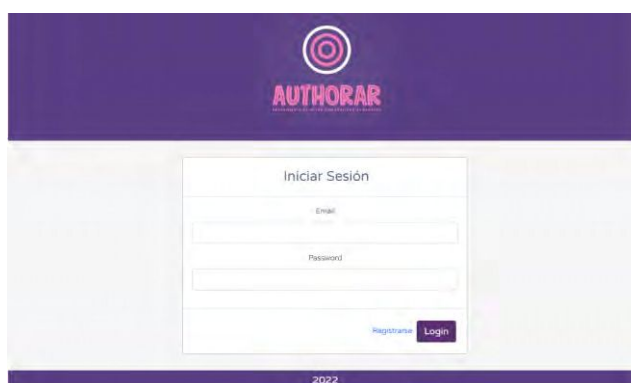 AUTHORAR
Iniciar Sesión
Email
Password
Registrarse Login
2022